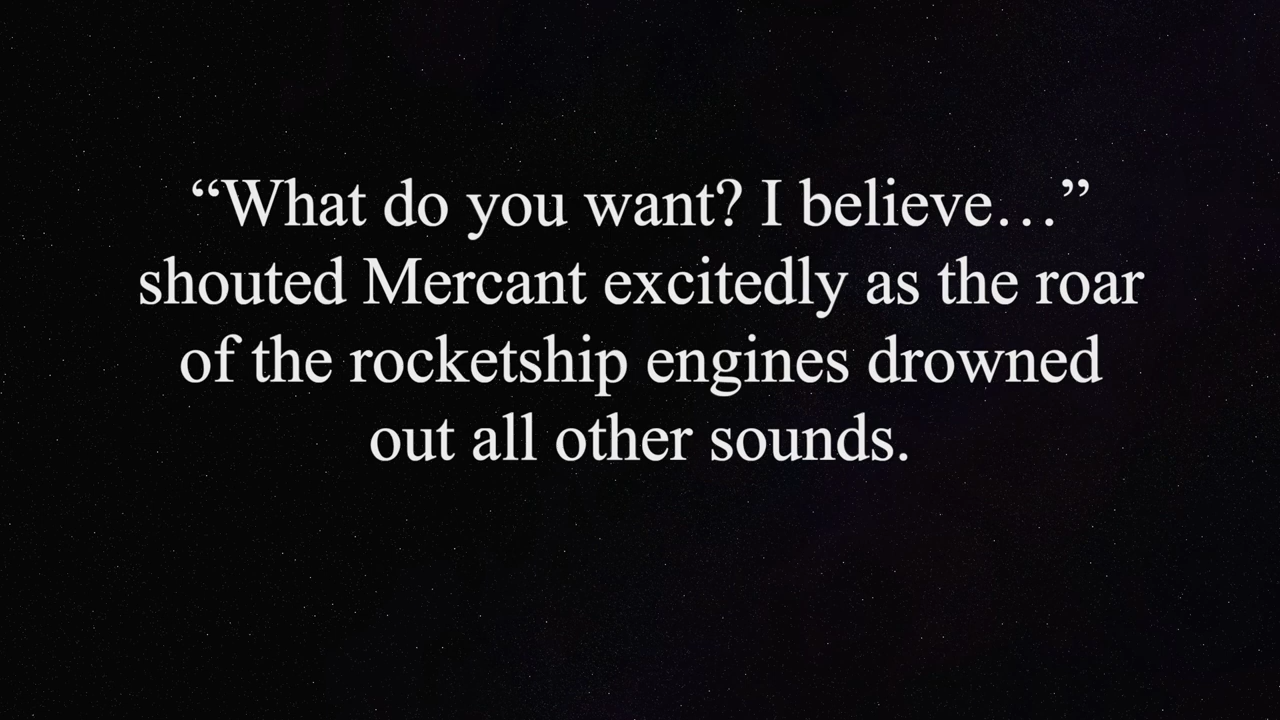 “What do you want? I believe…”
shouted Mercant excitedly as the roar
of the rocketship engines drowned
out all other sounds.